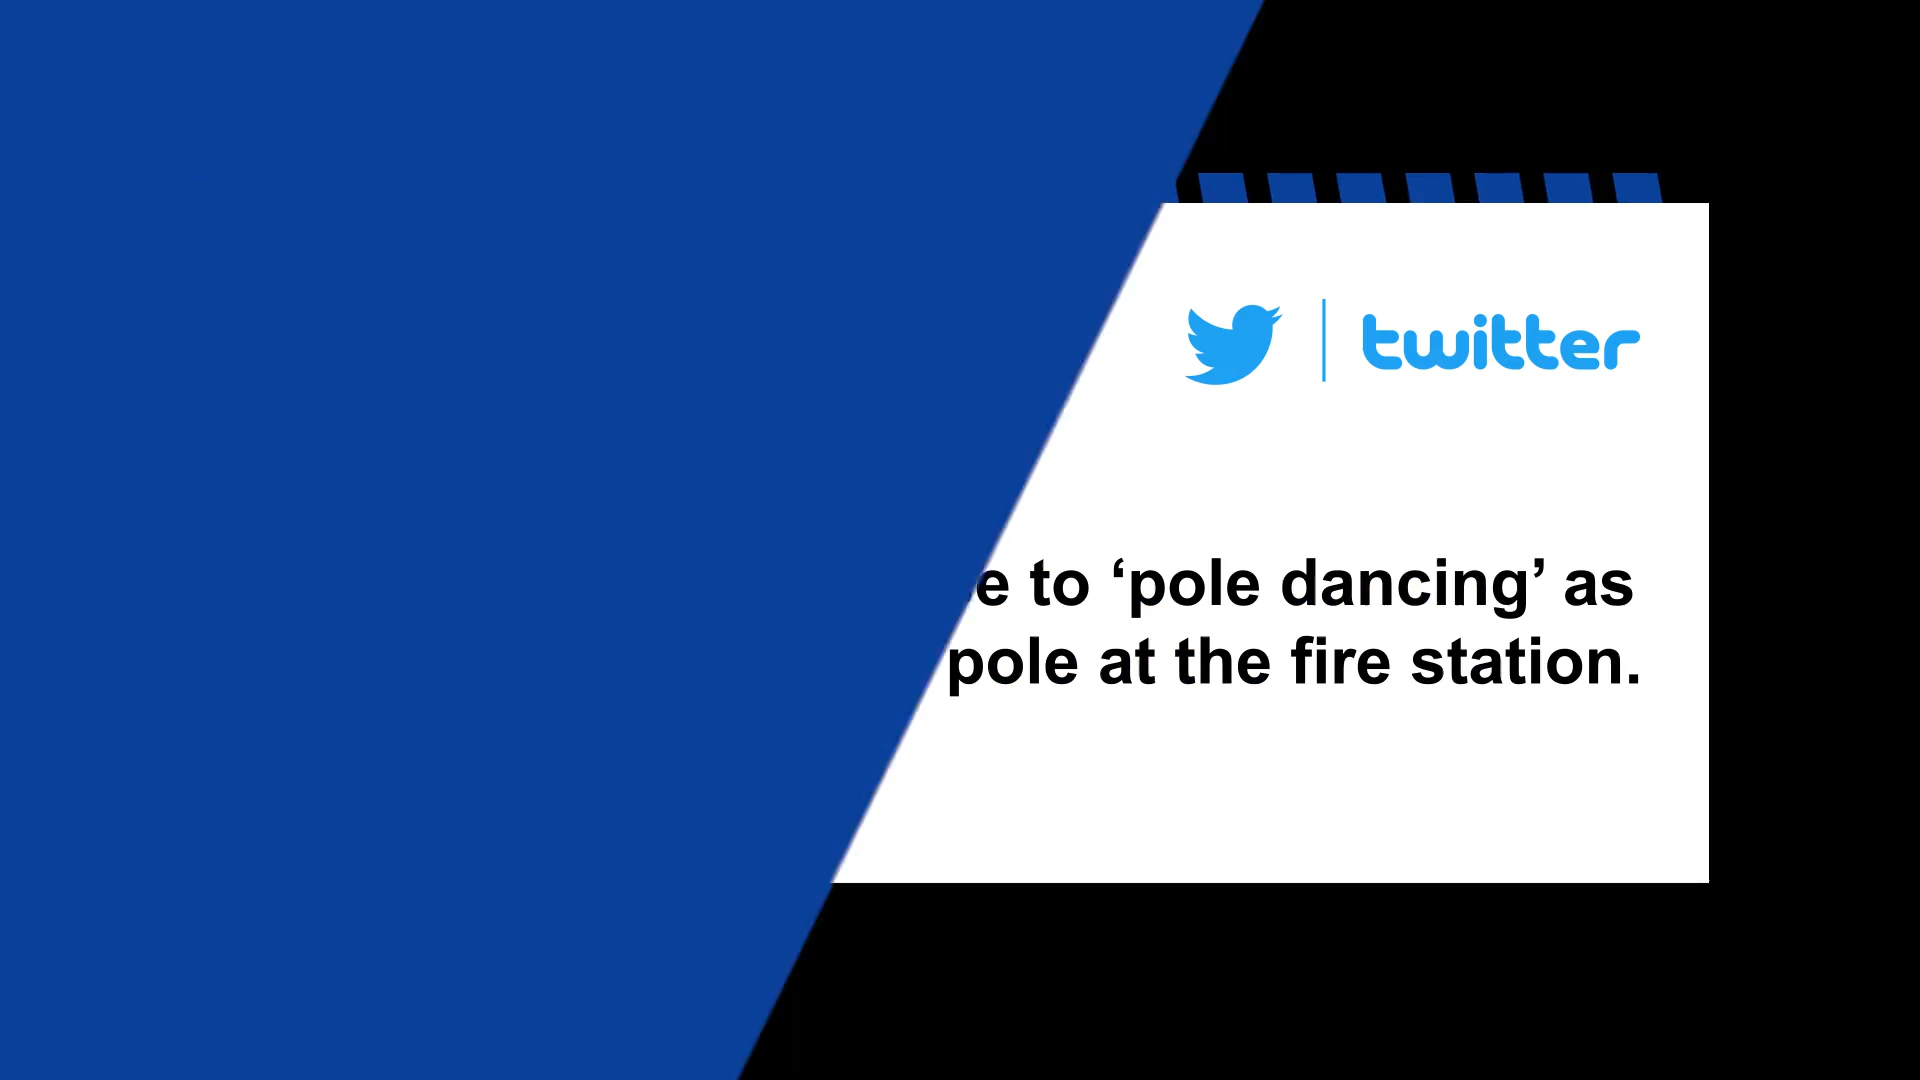 twitter
to ‘pole dancing’ as
pole at the fire station.